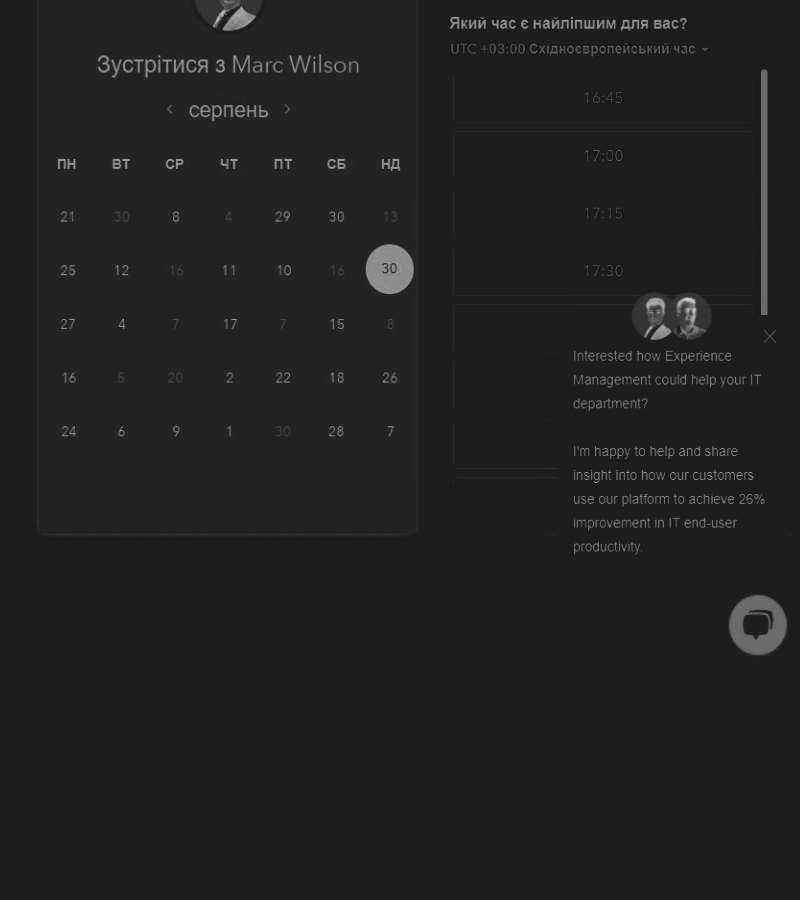 Зустрітися з Marc Wilson
серпень
ПН ВТ СР ЧТ ПТ СБ НД
21 30 8 4 29 30 13
25 12 16 11 10 16 30
27 4 7 17 7 15 8
16 5 20 2 22 18 26
24 6 9 1 30 28 7
Який час є найліпшим для вас?
UTC +03:00 Східноєвропейський час
16:45
17:00
17:15
17:30
Interested how Experience
Management could help your IT
department?
I'm happy to help and share
insight into how our customers
use our platform to achieve 26%
improvement in IT end-user
productivity.